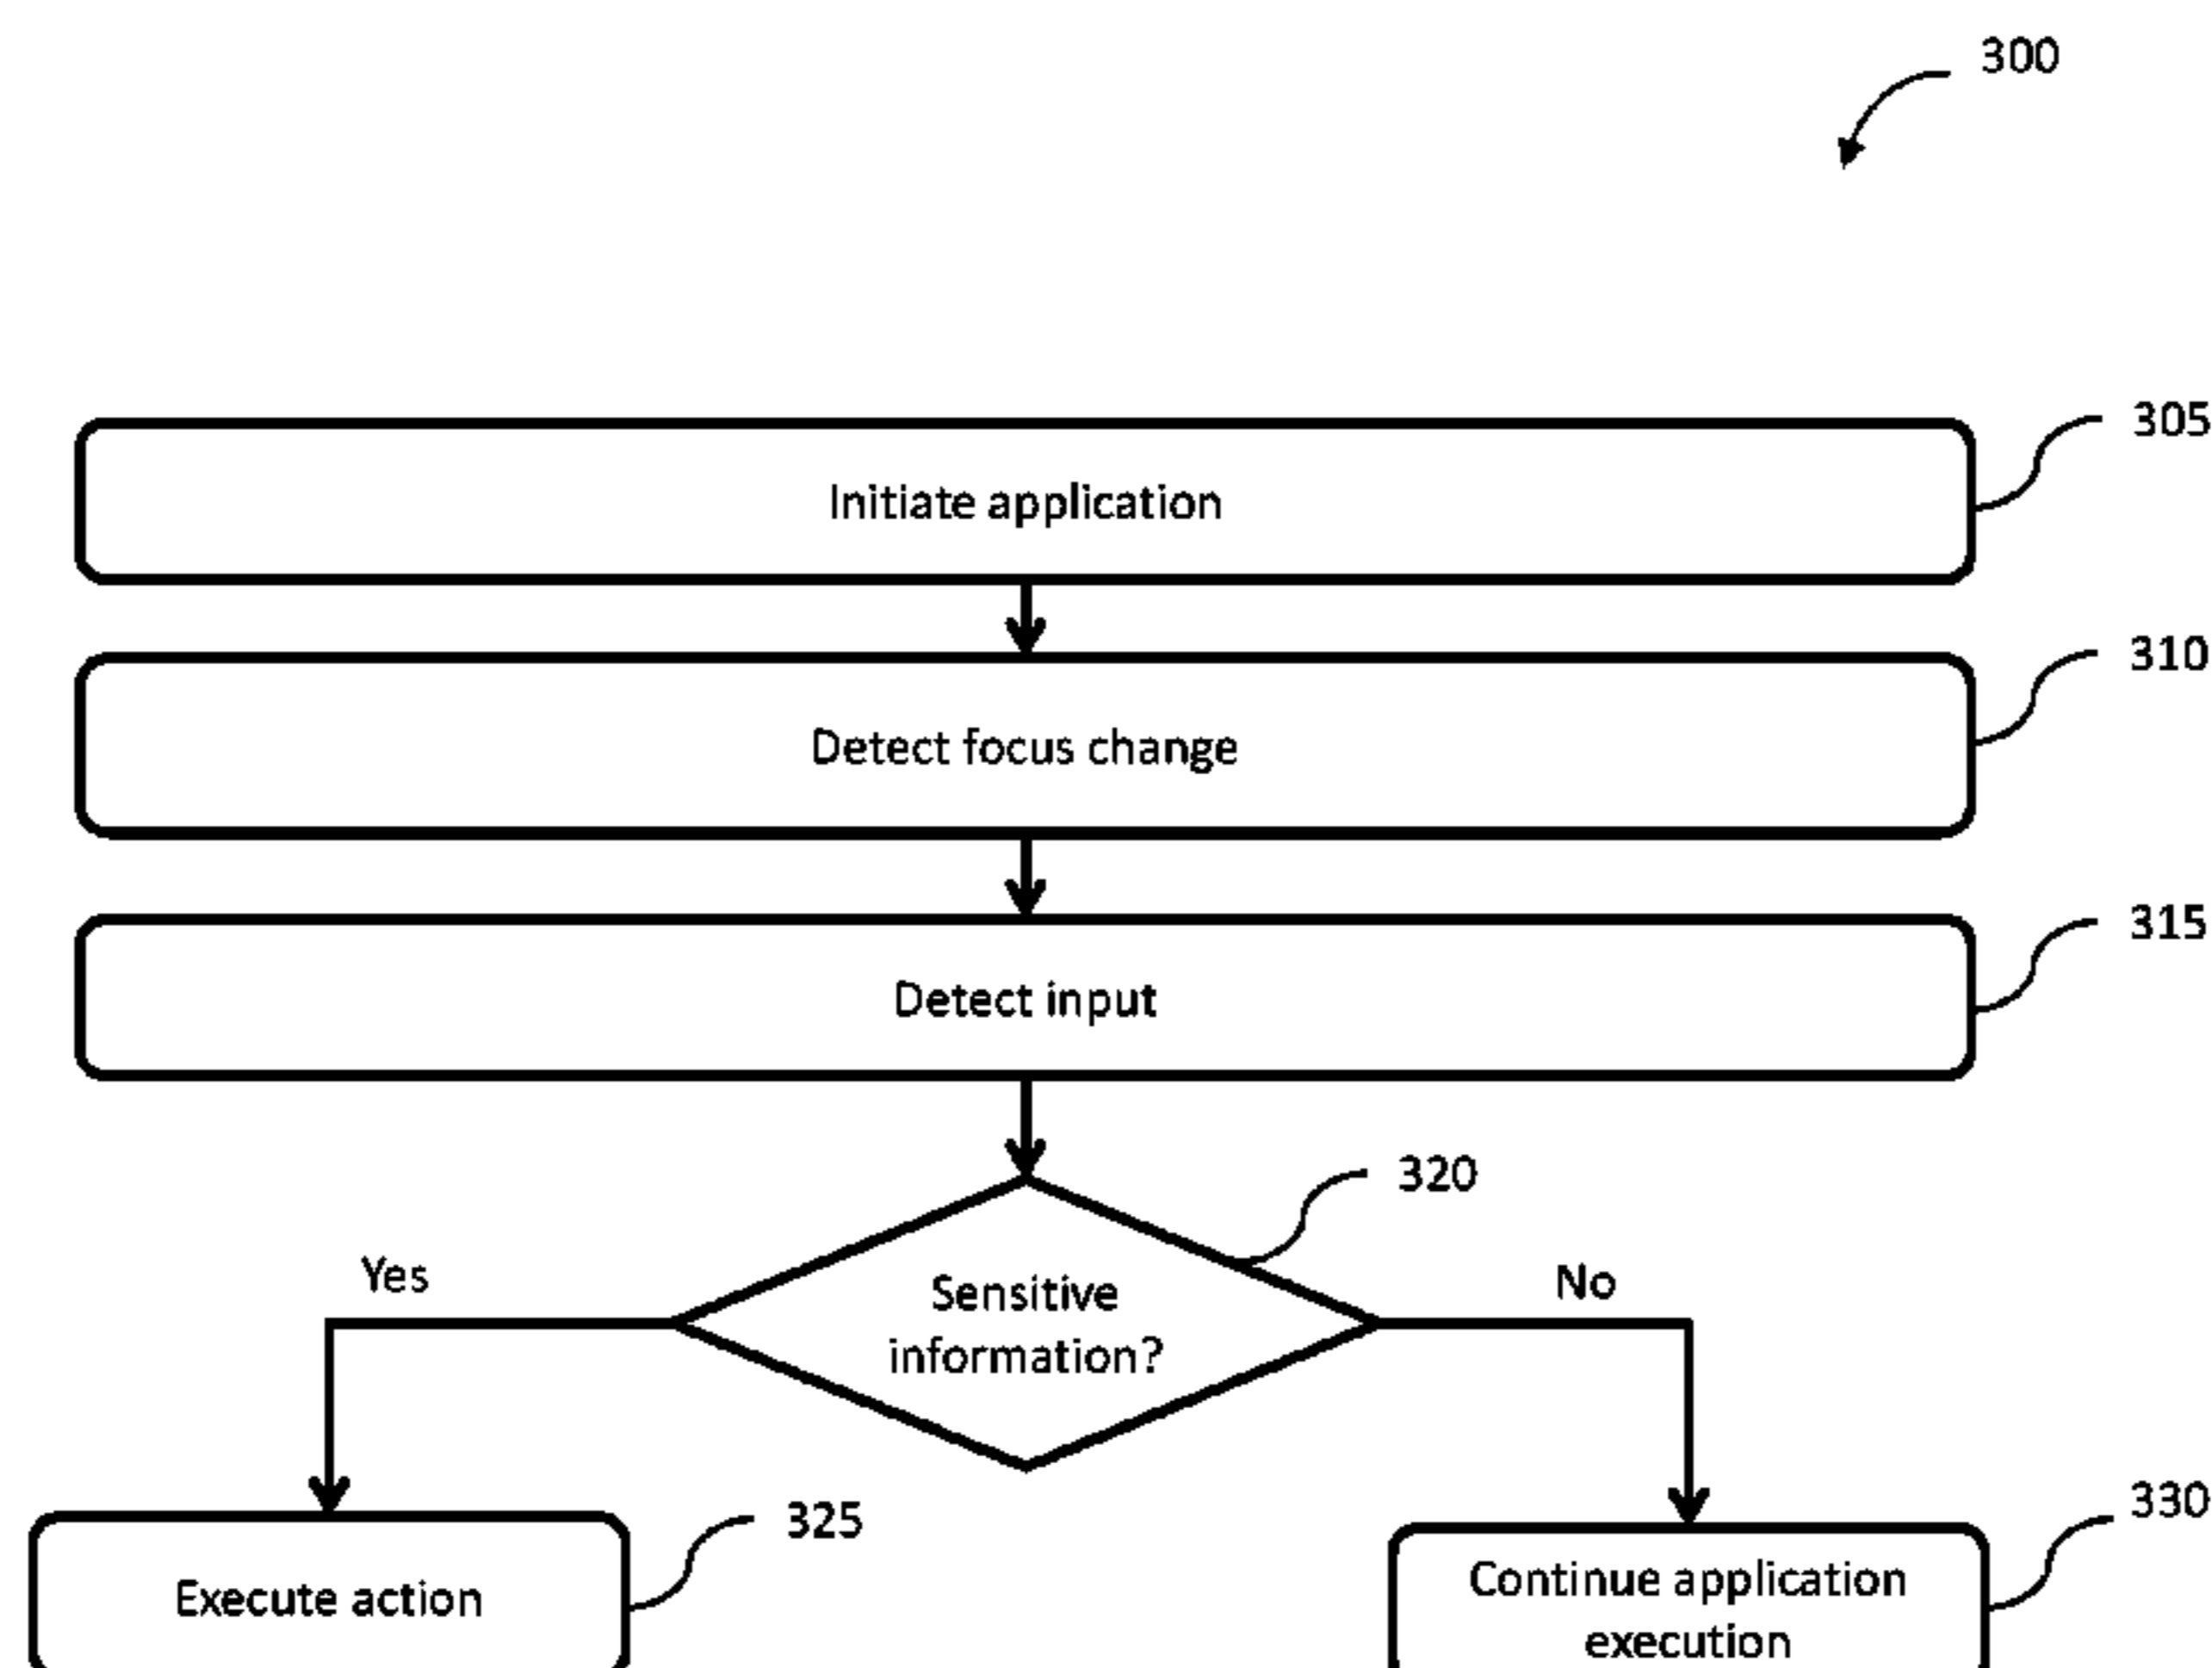 300
305
Initiate application
310
Detect focus change
315
Detect input
320
Yes
No
Sensitive
information?
325
330
Execute action
Continue application
execution